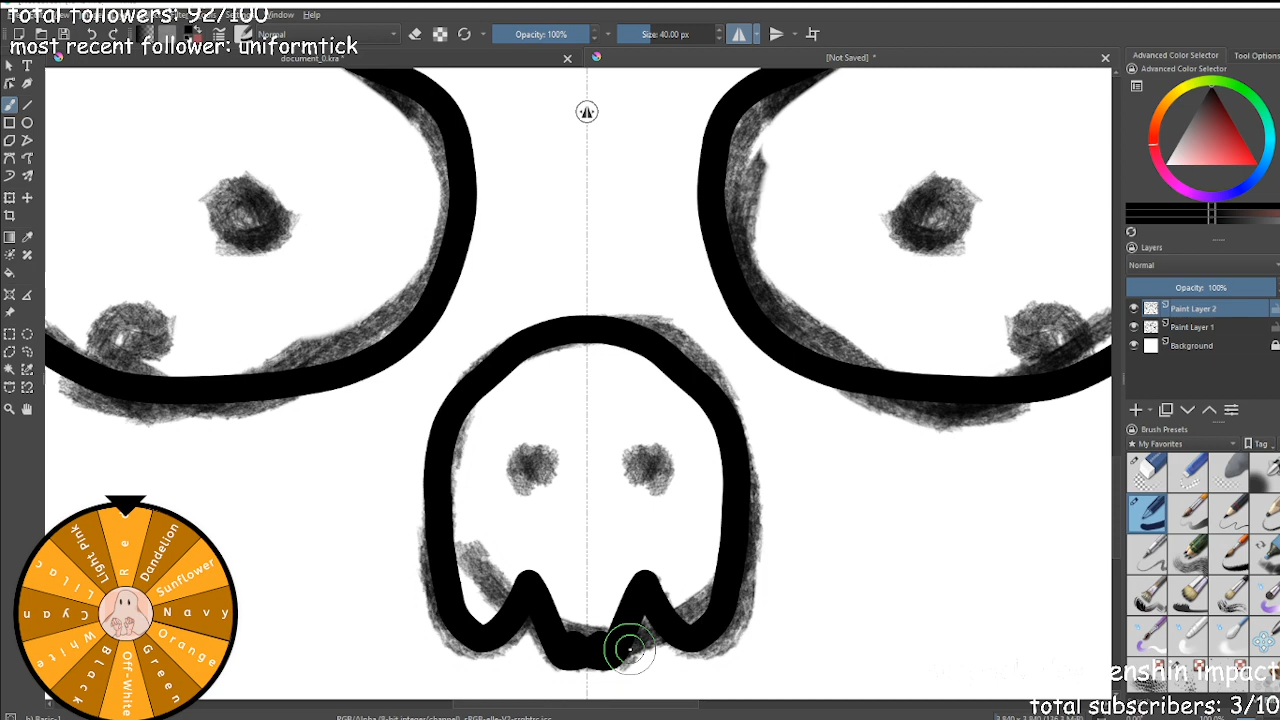 total followers: 92/100
most recent follower: uniformtick
Window Help
Normal
Opacity: 100%
Size: 40.00 px
document_0.kra *
[Not Saved] *
Advanced Color Selector
Tool Options
Advanced Color Selector
Layers
Normal
Opacity: 100%
Paint Layer 2
Paint Layer 1
Background
Brush Presets
My Favorites
Tag
Dandelion
Sunflower
Navy
Orange
Green
Off-White
Black
White
Cyan
Lilac
Light Pink
enshin impact
total subscribers: 3/10
b) Basic-1